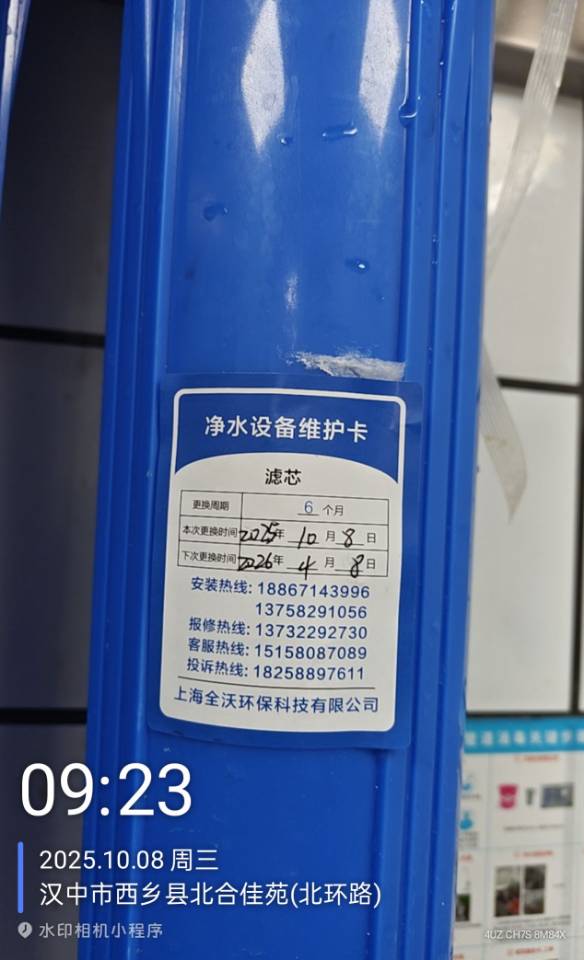 净水设备维护卡
滤芯
更换周期 6 个月
本次更换时间 2025年 10 月 8 日
下次更换时间 2026年 4 月 8 日
安装热线: 18867143996
13758291056
报修热线: 13732292730
客服热线: 15158087089
投诉热线: 18258897611
上海全沃环保科技有限公司
09:23
2025.10.08 周三
汉中市西乡县北合佳苑(北环路)
水印相机小程序
4UZ CH7S 8M84X